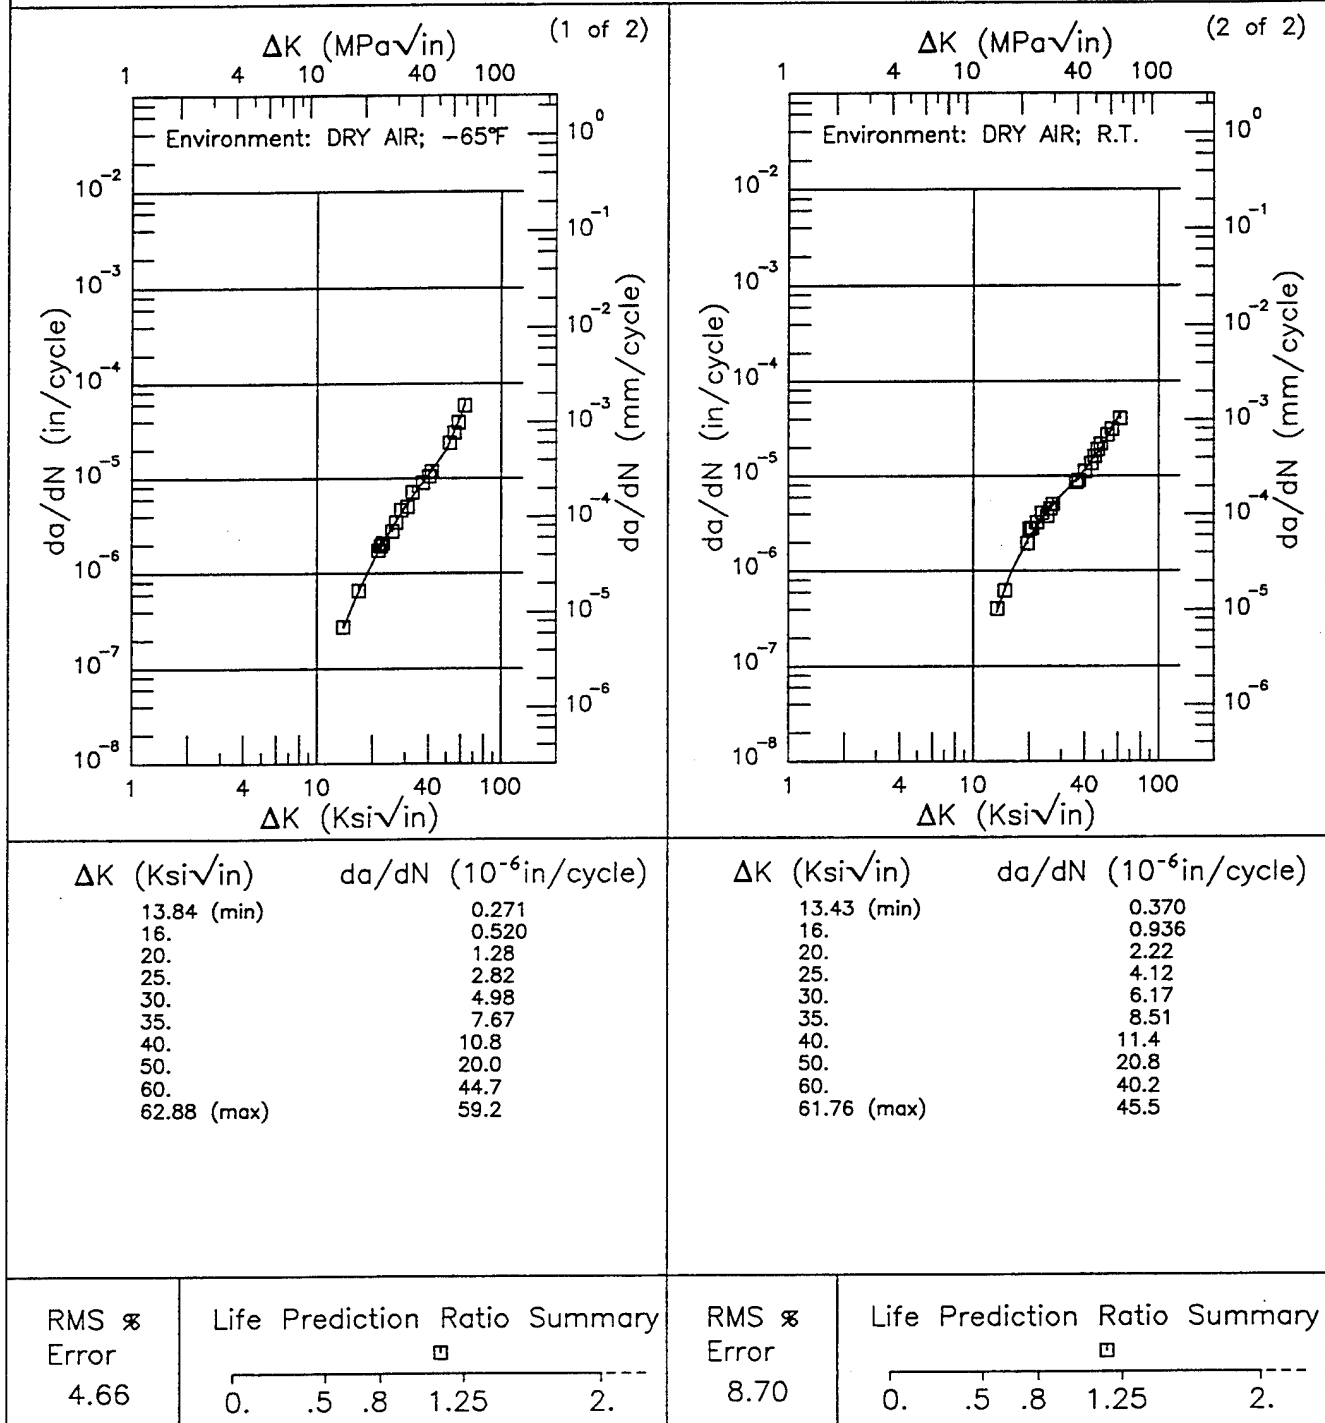 (1 of 2)
ΔK (MPa√in)
1 4 10 40 100
Environment: DRY AIR; −65°F
10⁻²
10⁻³
10⁻⁴
10⁻⁵
10⁻⁶
10⁻⁷
10⁻⁸
da/dN (in/cycle)
10⁰
10⁻¹
10⁻²
10⁻³
10⁻⁴
10⁻⁵
10⁻⁶
da/dN (mm/cycle)
1 4 10 40 100
ΔK (Ksi√in)
ΔK (Ksi√in) da/dN (10⁻⁶in/cycle)
13.84 (min) 0.271
16. 0.520
20. 1.28
25. 2.82
30. 4.98
35. 7.67
40. 10.8
50. 20.0
60. 44.7
62.88 (max) 59.2
RMS %
Error
4.66
Life Prediction Ratio Summary
0. .5 .8 1.25 2.
(2 of 2)
ΔK (MPa√in)
1 4 10 40 100
Environment: DRY AIR; R.T.
10⁻²
10⁻³
10⁻⁴
10⁻⁵
10⁻⁶
10⁻⁷
10⁻⁸
da/dN (in/cycle)
10⁰
10⁻¹
10⁻²
10⁻³
10⁻⁴
10⁻⁵
10⁻⁶
da/dN (mm/cycle)
1 4 10 40 100
ΔK (Ksi√in)
ΔK (Ksi√in) da/dN (10⁻⁶in/cycle)
13.43 (min) 0.370
16. 0.936
20. 2.22
25. 4.12
30. 6.17
35. 8.51
40. 11.4
50. 20.8
60. 40.2
61.76 (max) 45.5
RMS %
Error
8.70
Life Prediction Ratio Summary
0. .5 .8 1.25 2.